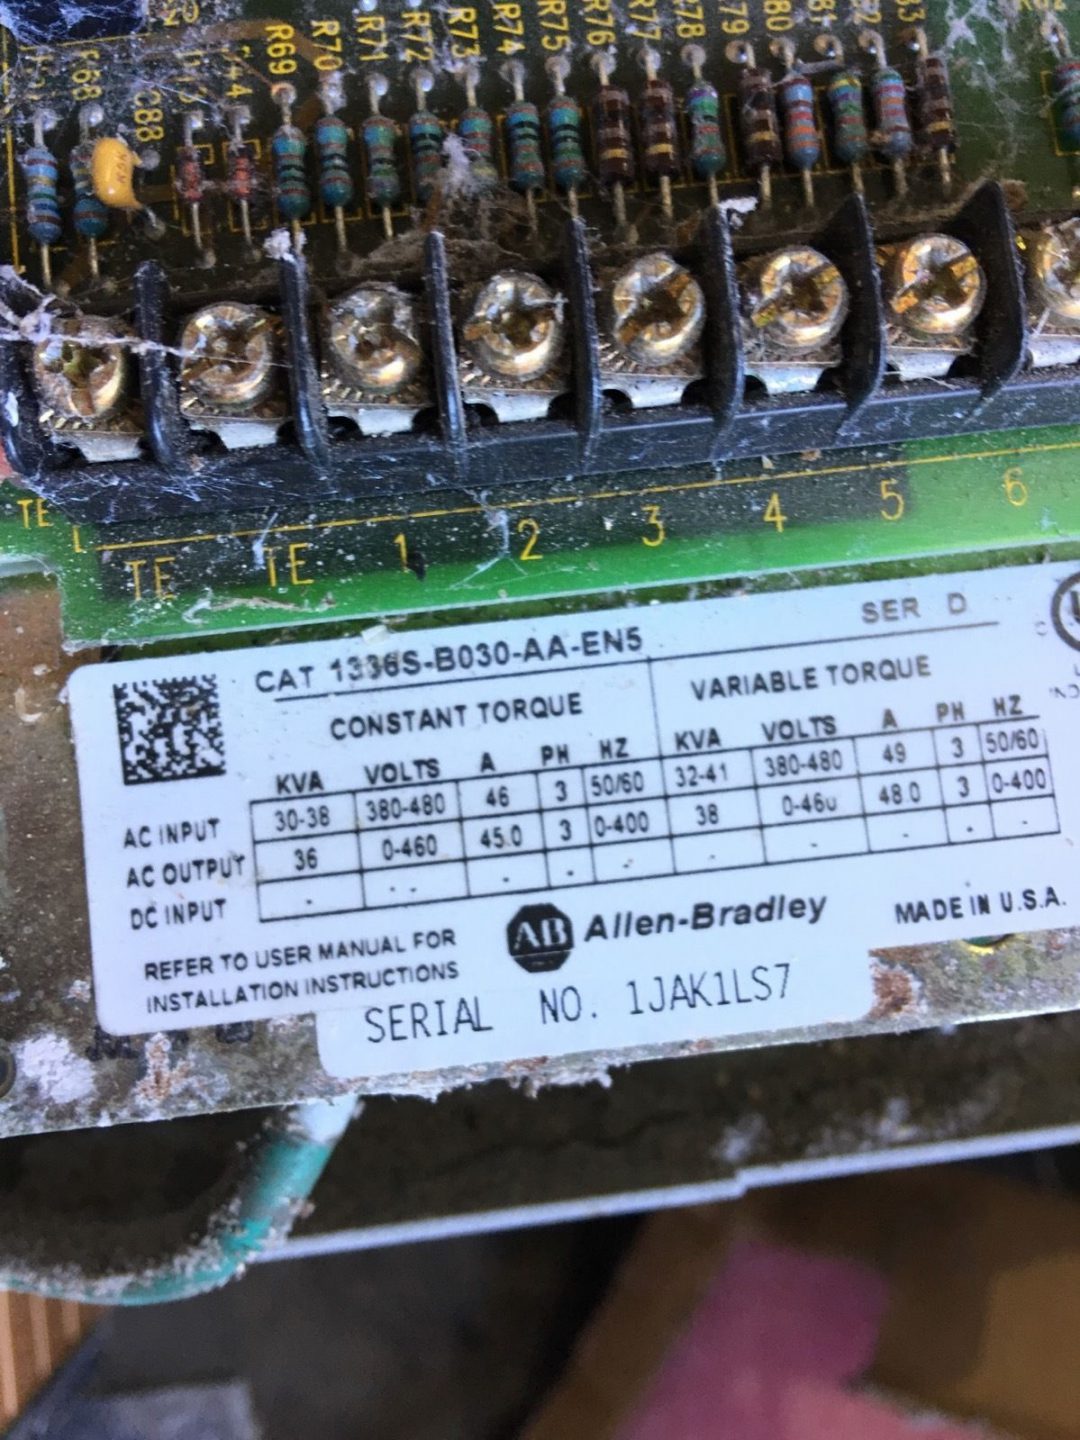 R69 R70 R71 R72 R73 R74 R75 R76
C88
TE
TE TE 1 2 3 4 5 6
CAT 1336S-B030-AA-EN5 SER D
CONSTANT TORQUE VARIABLE TORQUE
KVA VOLTS A PH HZ KVA VOLTS A PH HZ
AC INPUT 30-38 380-480 46 3 50/60 32-41 380-480 49 3 50/60
AC OUTPUT 36 0-460 45.0 3 0-400 38 0-460 48.0 3 0-400
DC INPUT - - - - - - - - - -
REFER TO USER MANUAL FOR
INSTALLATION INSTRUCTIONS
AB Allen-Bradley
MADE IN U.S.A.
SERIAL NO. 1JAK1LS7